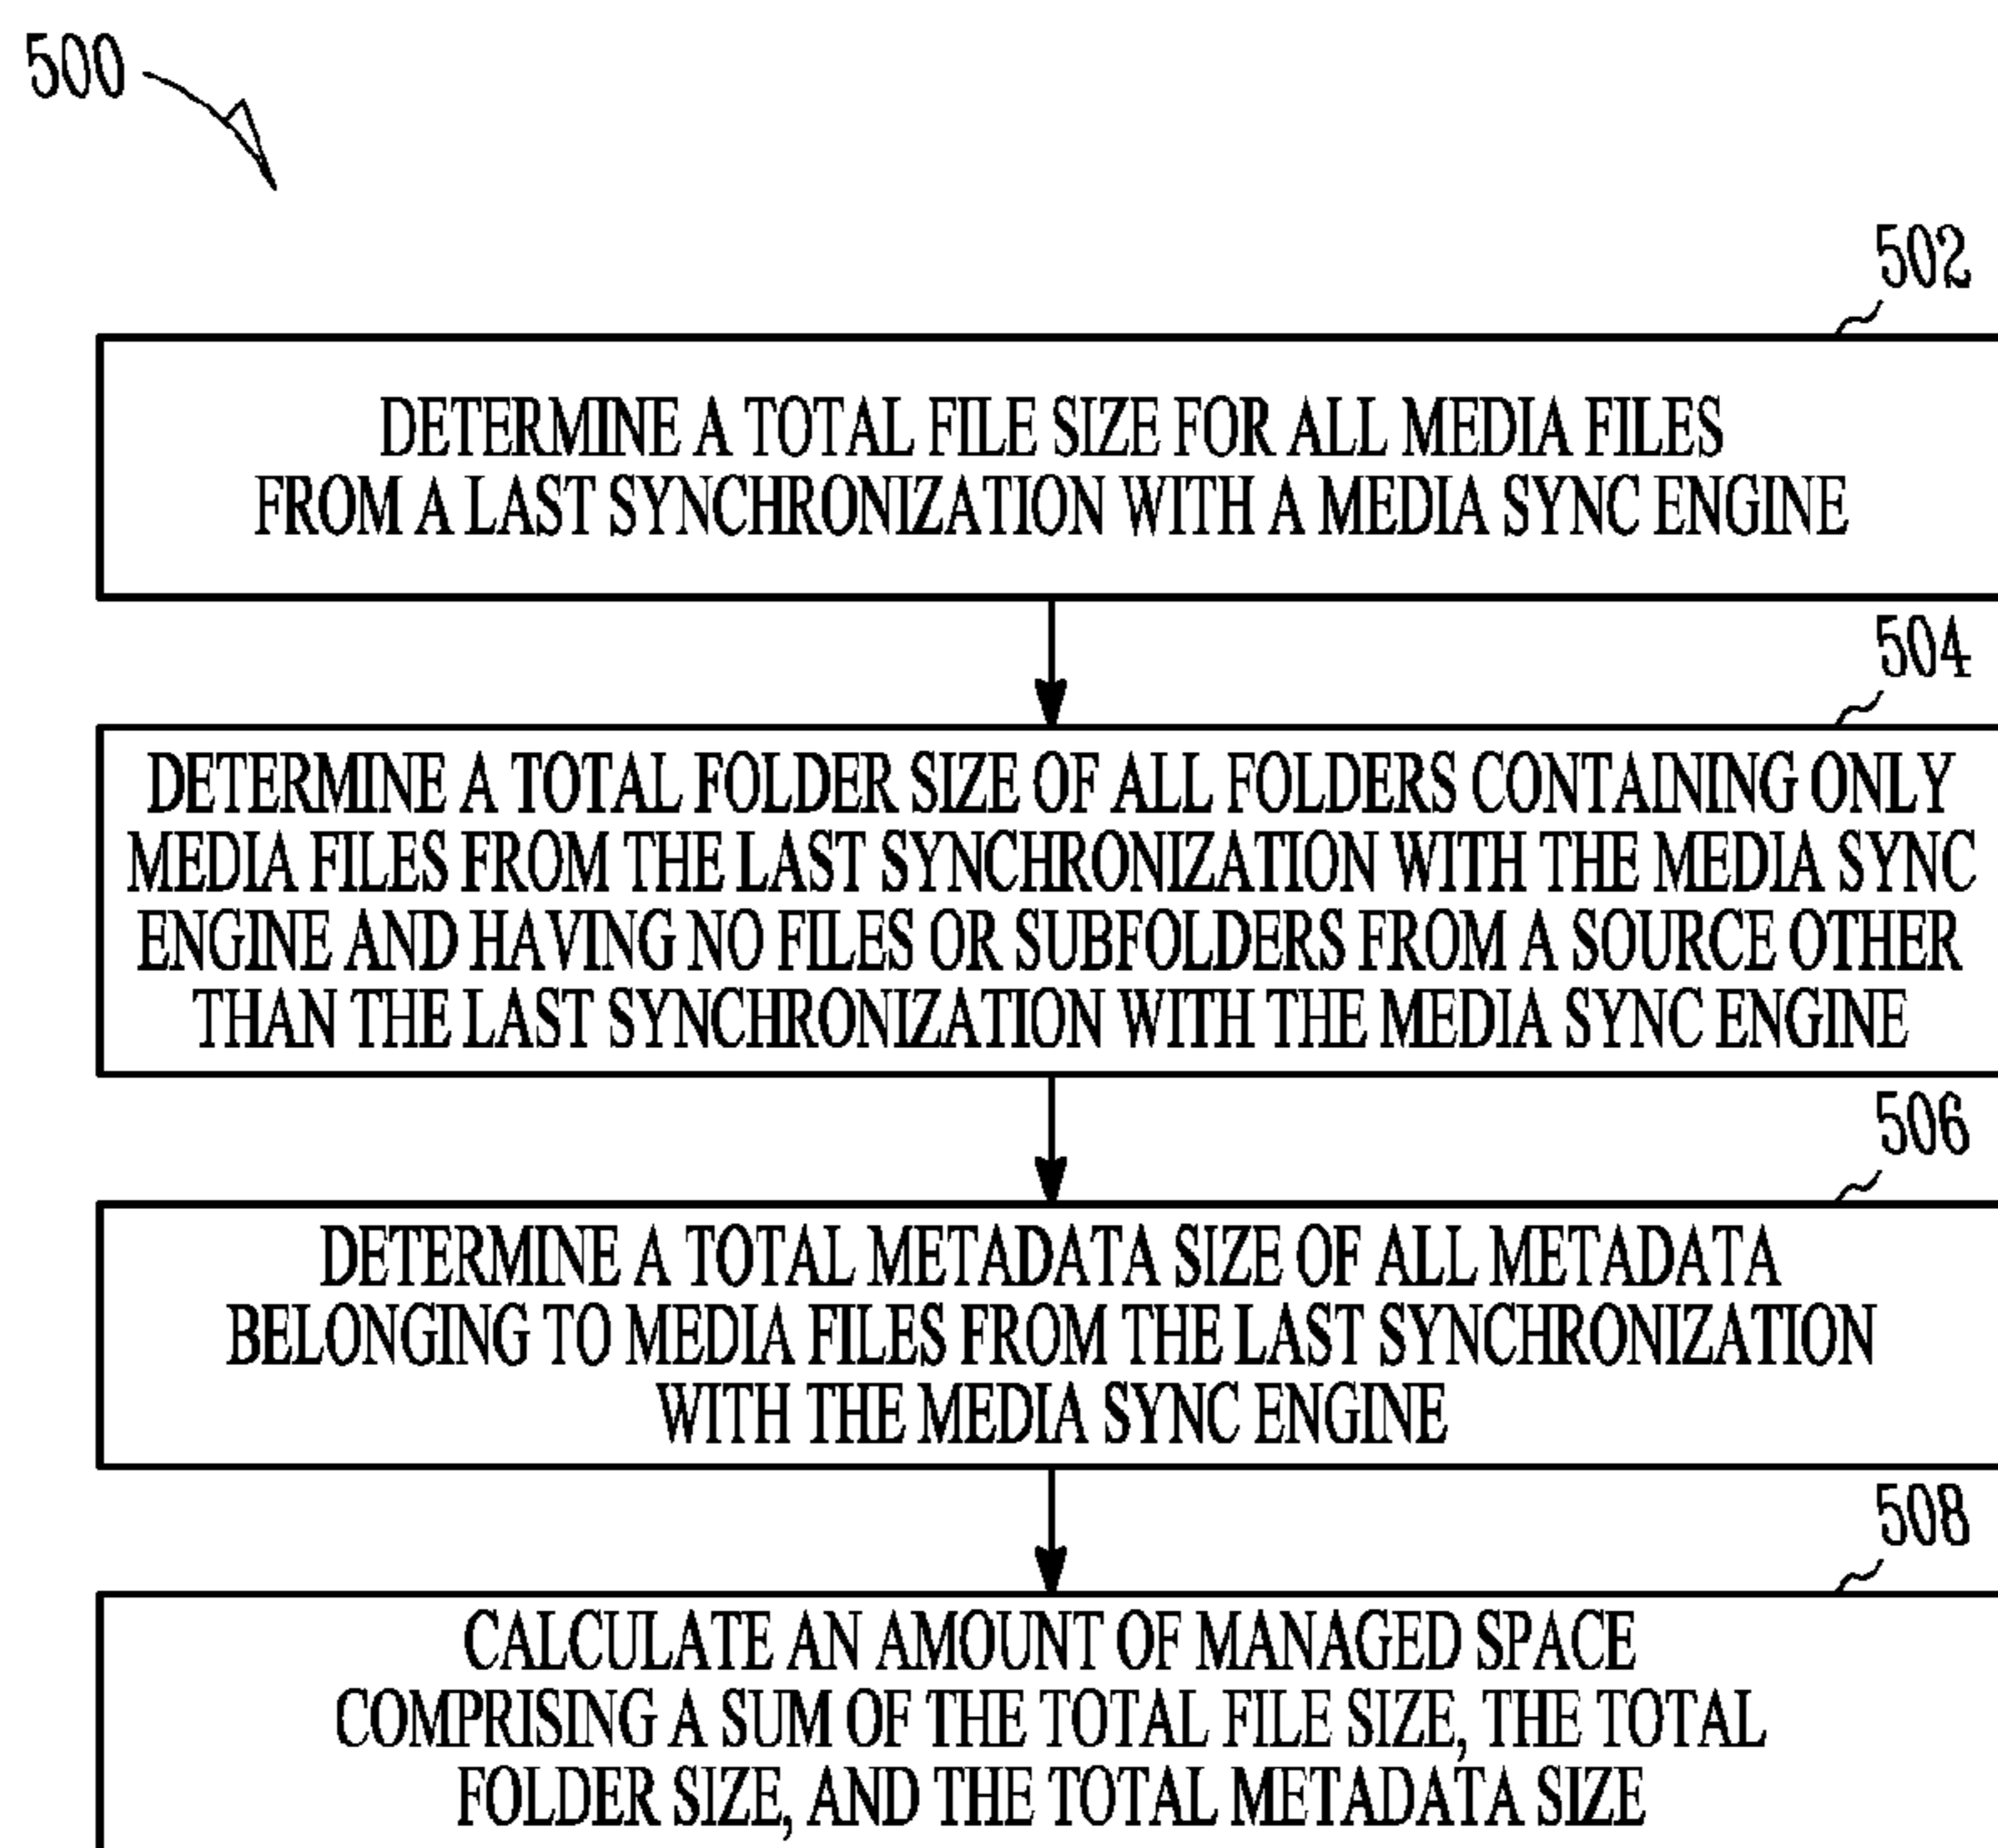 500
502
DETERMINE A TOTAL FILE SIZE FOR ALL MEDIA FILES
FROM A LAST SYNCHRONIZATION WITH A MEDIA SYNC ENGINE
504
DETERMINE A TOTAL FOLDER SIZE OF ALL FOLDERS CONTAINING ONLY
MEDIA FILES FROM THE LAST SYNCHRONIZATION WITH THE MEDIA SYNC
ENGINE AND HAVING NO FILES OR SUBFOLDERS FROM A SOURCE OTHER
THAN THE LAST SYNCHRONIZATION WITH THE MEDIA SYNC ENGINE
506
DETERMINE A TOTAL METADATA SIZE OF ALL METADATA
BELONGING TO MEDIA FILES FROM THE LAST SYNCHRONIZATION
WITH THE MEDIA SYNC ENGINE
508
CALCULATE AN AMOUNT OF MANAGED SPACE
COMPRISING A SUM OF THE TOTAL FILE SIZE, THE TOTAL
FOLDER SIZE, AND THE TOTAL METADATA SIZE